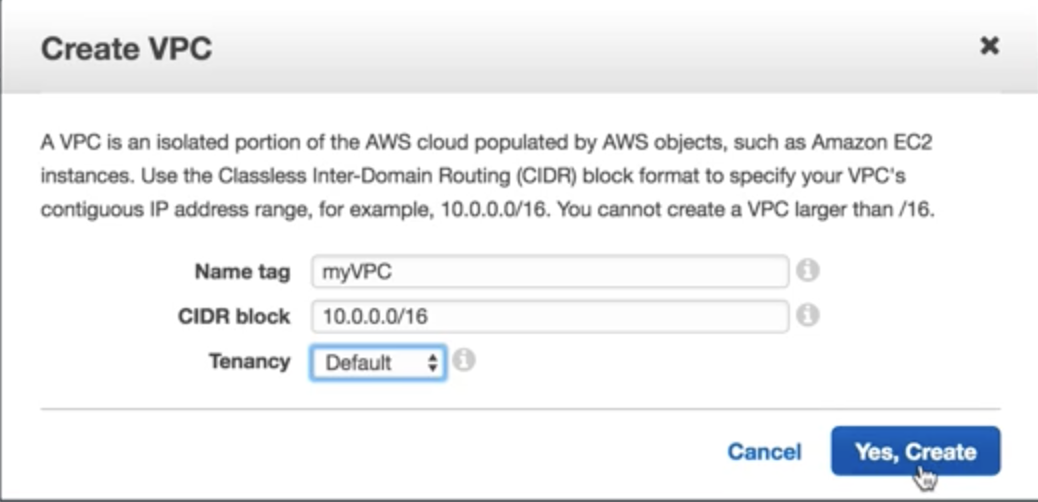 Create VPC
A VPC is an isolated portion of the AWS cloud populated by AWS objects, such as Amazon EC2
instances. Use the Classless Inter-Domain Routing (CIDR) block format to specify your VPC's
contiguous IP address range, for example, 10.0.0.0/16. You cannot create a VPC larger than /16.
Name tag myVPC
CIDR block 10.0.0.0/16
Tenancy Default
Cancel Yes, Create